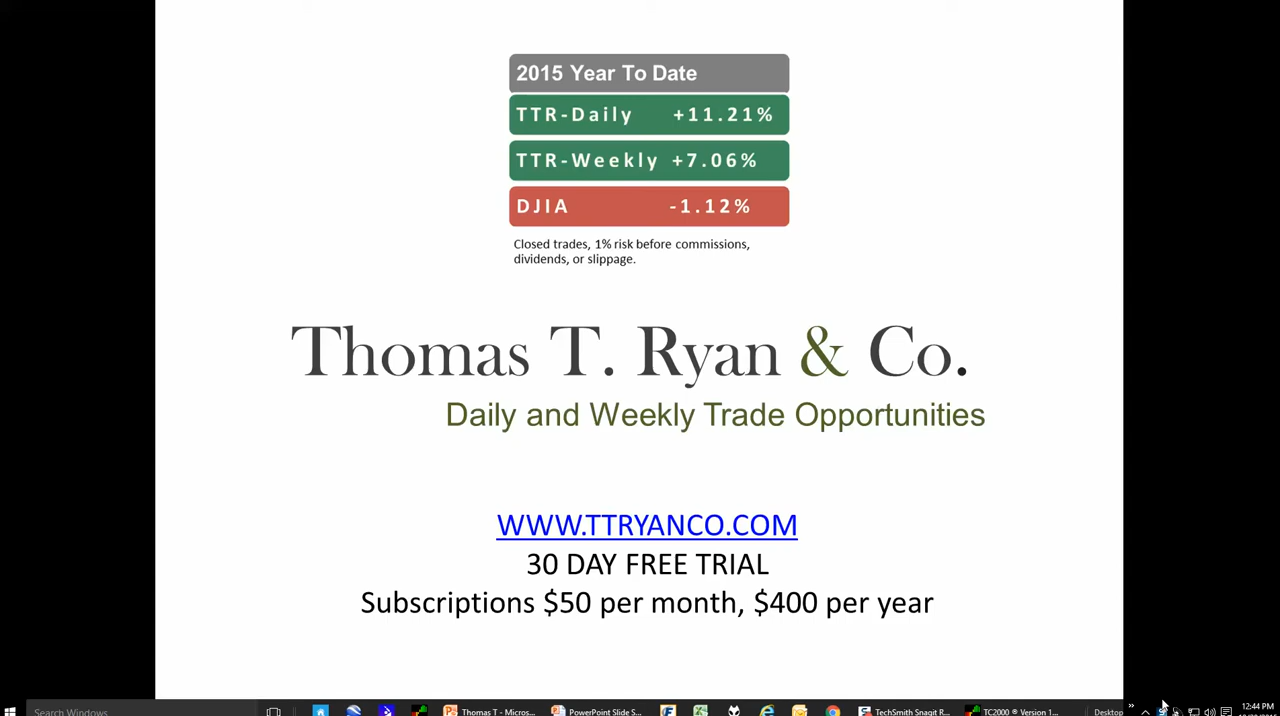 2015 Year To Date
TTR-Daily +11.21%
TTR-Weekly +7.06%
DJIA -1.12%
Closed trades, 1% risk before commissions,
dividends, or slippage.
Thomas T. Ryan & Co.
Daily and Weekly Trade Opportunities
WWW.TTRYANCO.COM
30 DAY FREE TRIAL
Subscriptions $50 per month, $400 per year
Search Windows
Thomas T - Micros...
PowerPoint Slide S...
TechSmith Snagit R...
TC2000 ® Version 1...
Desktop
12:44 PM